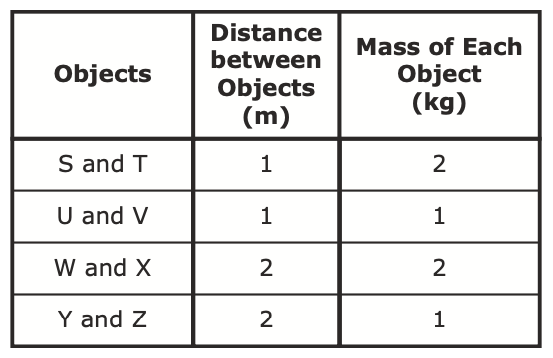 Objects
Distance
between
Objects
(m)
Mass of Each
Object
(kg)
S and T 1 2
U and V 1 1
W and X 2 2
Y and Z 2 1